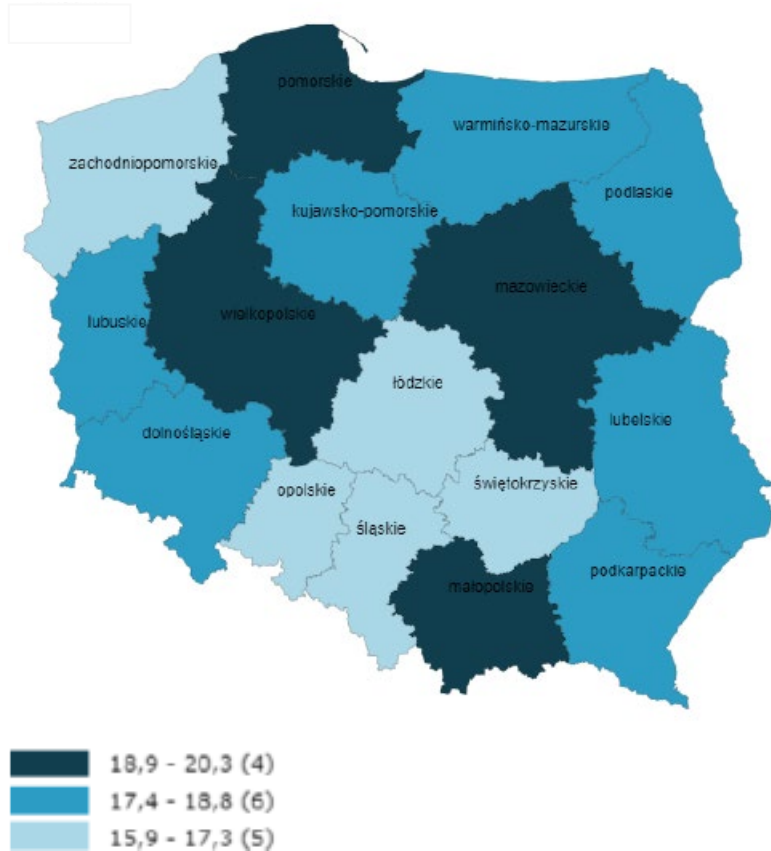 pomorskie
warmińsko-mazurskie
zachodniopomorskie
podlaskie
kujawsko-pomorskie
mazowieckie
wielkopolskie
lubuskie
łódzkie
lubelskie
dolnośląskie
świętokrzyskie
opolskie
śląskie
podkarpackie
małopolskie
18,9 - 20,3 (4)
17,4 - 18,8 (6)
15,9 - 17,3 (5)